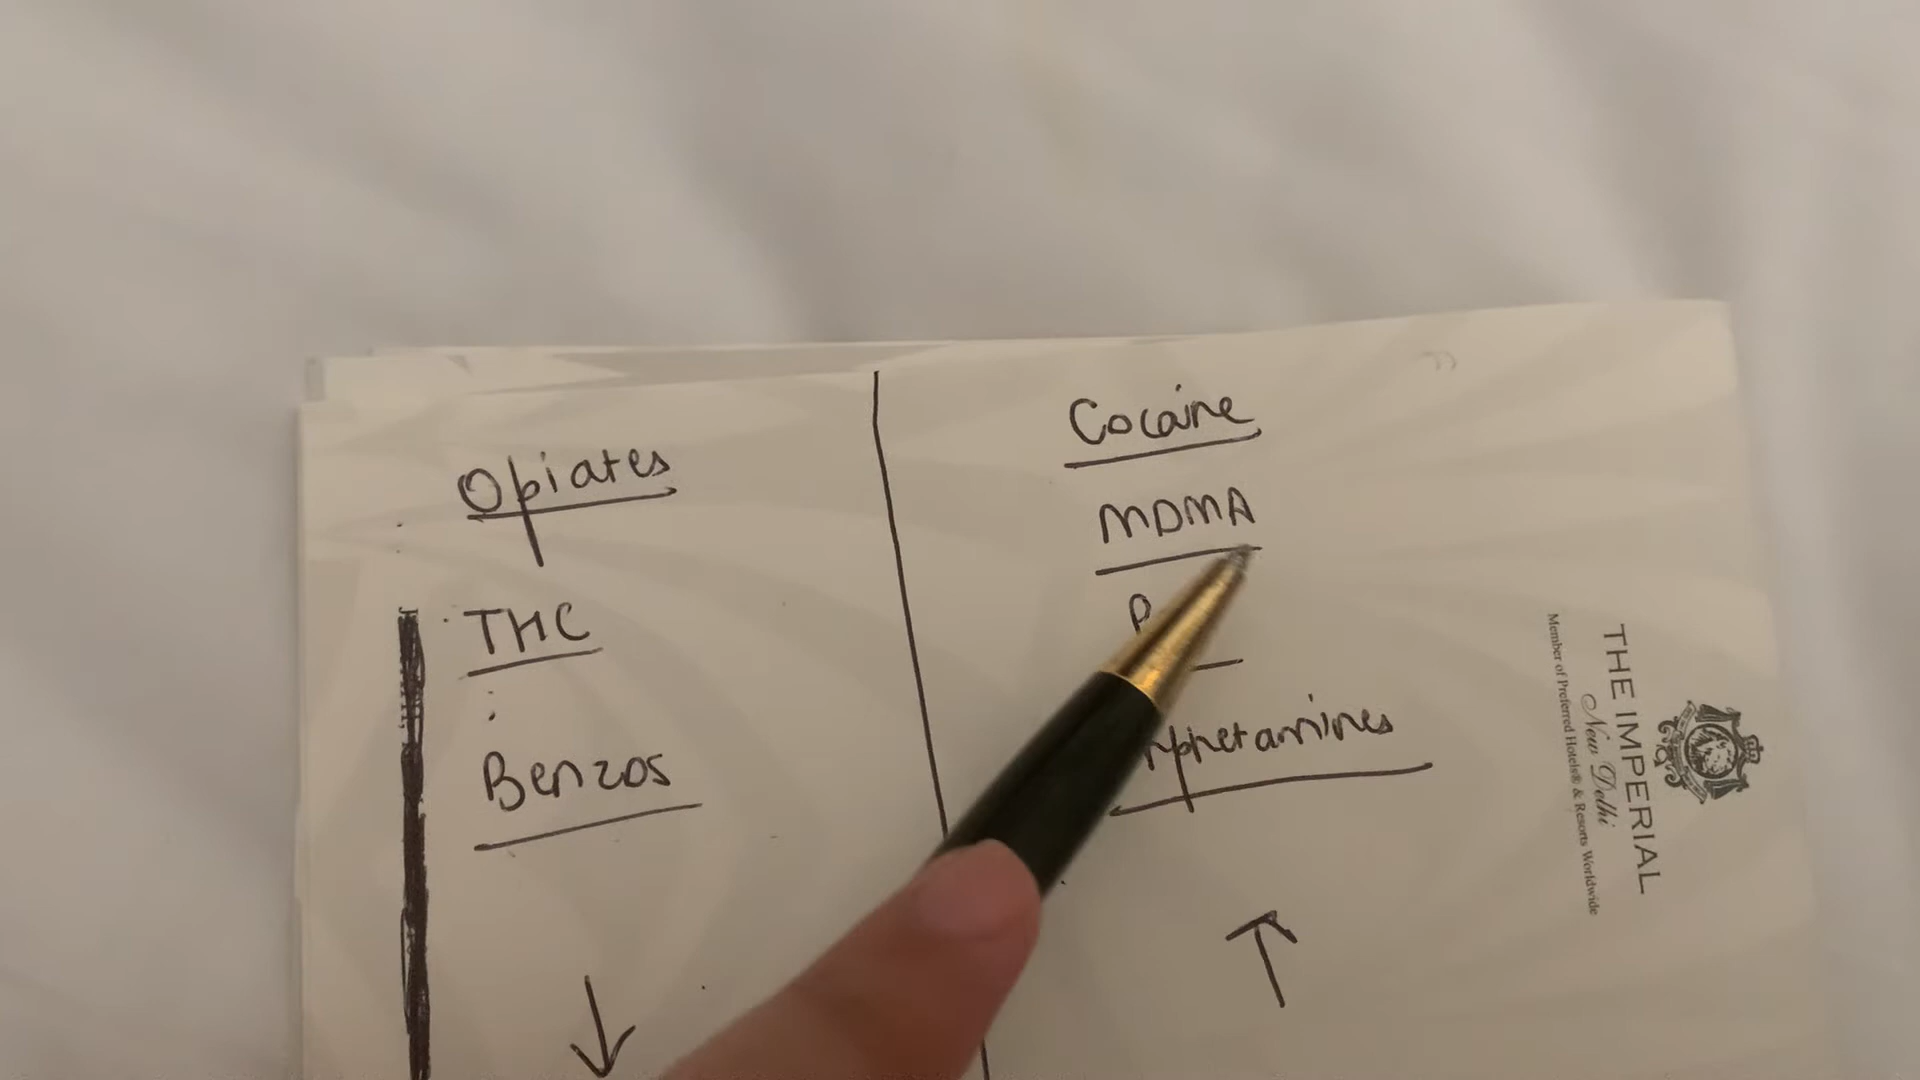 Opiates
THC
Benzos
Cocaine
MDMA
THE IMPERIAL
New Delhi
Member of Preferred Hotels® & Resorts Worldwide